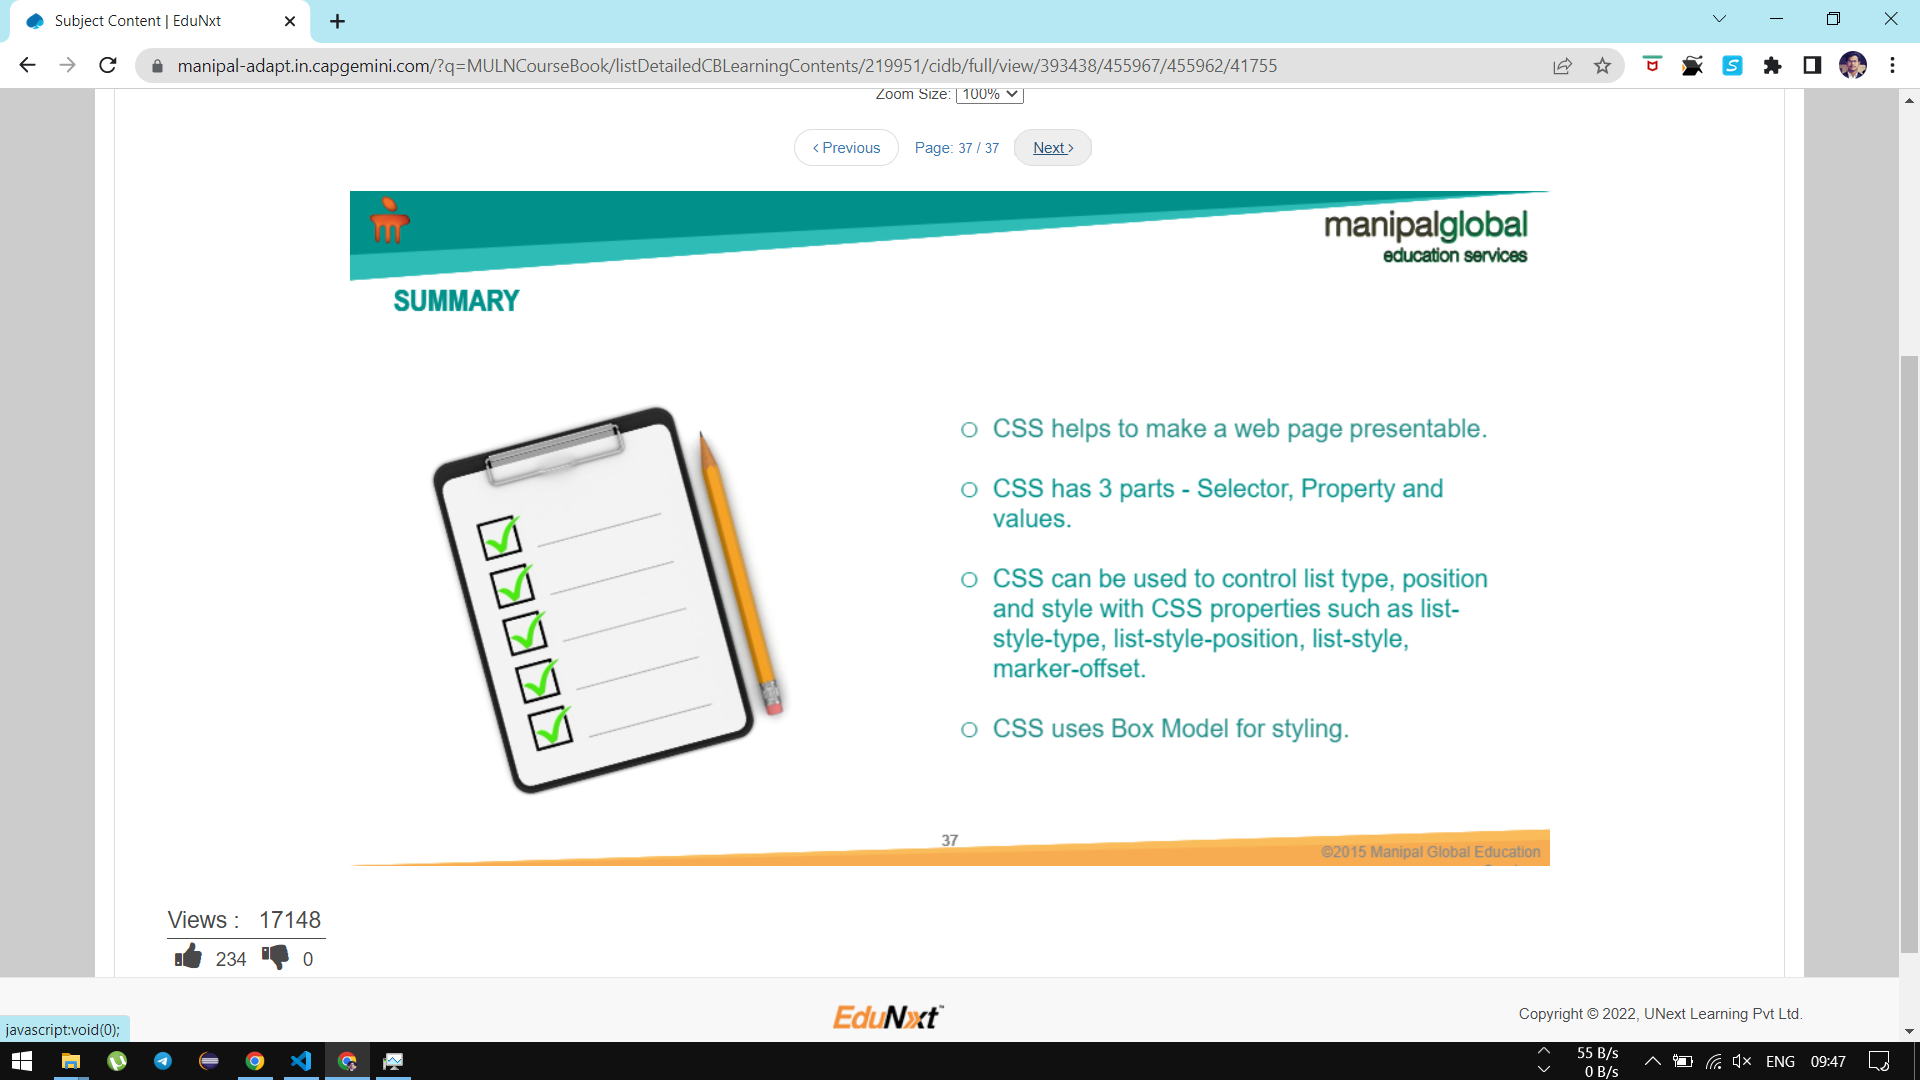 Subject Content | EduNxt
manipal-adapt.in.capgemini.com/?q=MULNCourseBook/listDetailedCBLearningContents/219951/cidb/full/view/393438/455967/455962/41755
Zoom Size: 100%
‹ Previous Page: 37 / 37 Next ›
manipalglobal
education services
SUMMARY
CSS helps to make a web page presentable.
CSS has 3 parts - Selector, Property and
values.
CSS can be used to control list type, position
and style with CSS properties such as list-
style-type, list-style-position, list-style,
marker-offset.
CSS uses Box Model for styling.
37
©2015 Manipal Global Education
Views : 17148
234 0
EduNxt™
Copyright © 2022, UNext Learning Pvt Ltd.
javascript:void(0);
55 B/s
0 B/s
ENG 09:47